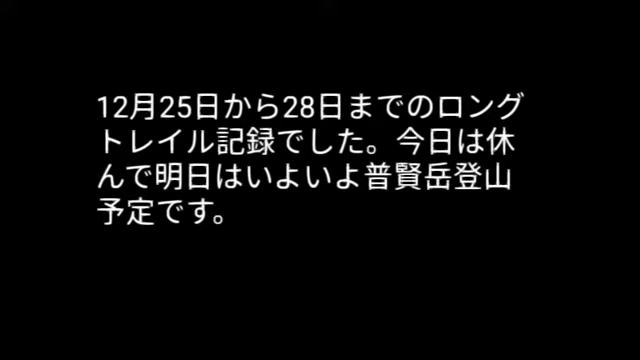 12月25日から28日までのロング
トレイル記録でした。今日は休
んで明日はいよいよ普賢岳登山
予定です。